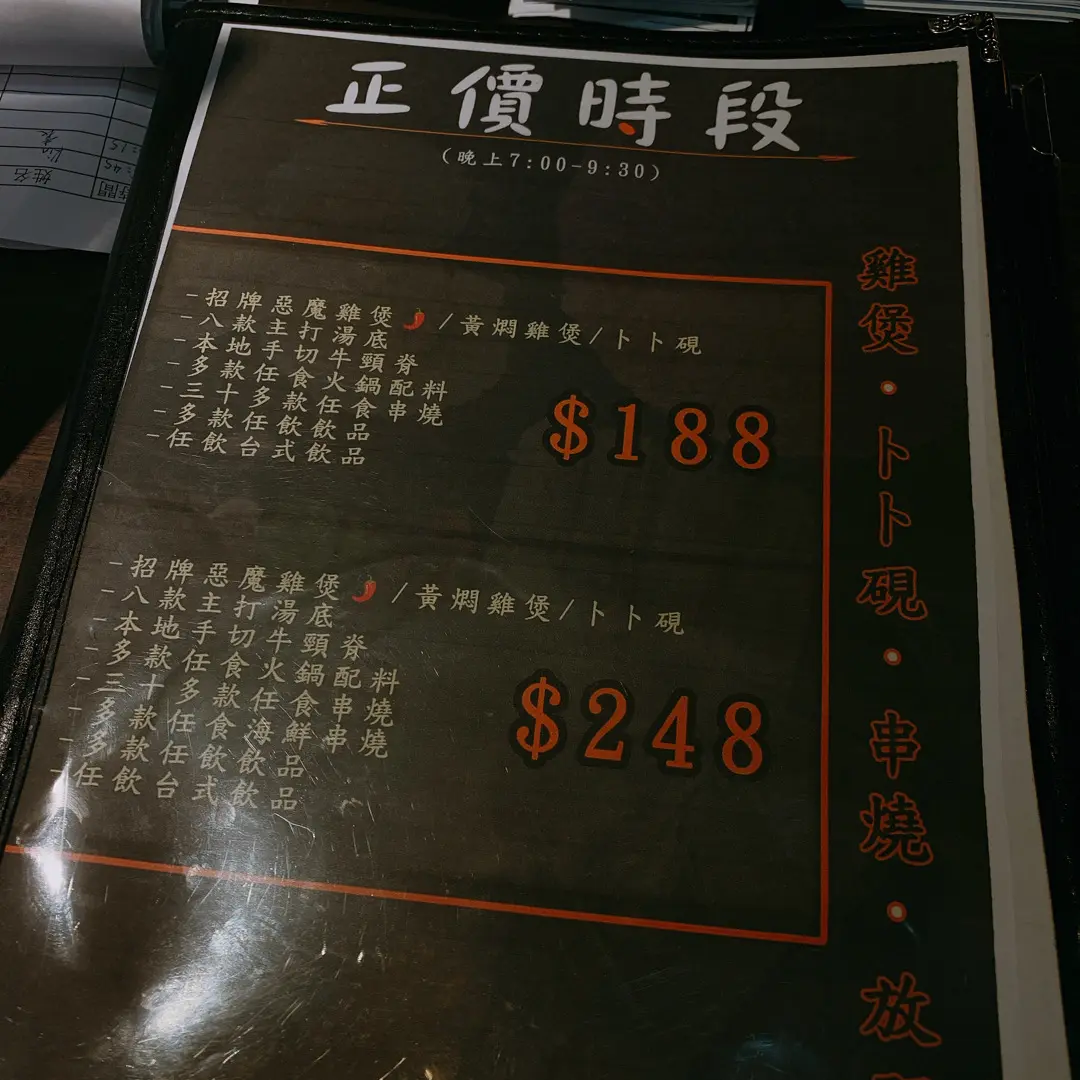 正價時段
(晚上7:00-9:30)
-招牌惡魔雞煲🌶/黃燜雞煲/卜卜硯
-八款主打湯底
-本地手切牛頸脊
-多款任食火鍋配料
-三十多款任食串燒
-多款任飲飲品
-任飲台式飲品
$188
-招牌惡魔雞煲🌶/黃燜雞煲/卜卜硯
-八款主打湯底
-本地手切牛頸脊
-多款任食火鍋配料
-三十多款任食串燒
-多款任食海鮮串燒
-多款任飲飲品
-任飲台式飲品
$248
雞煲・卜卜硯・串燒・放
姓名